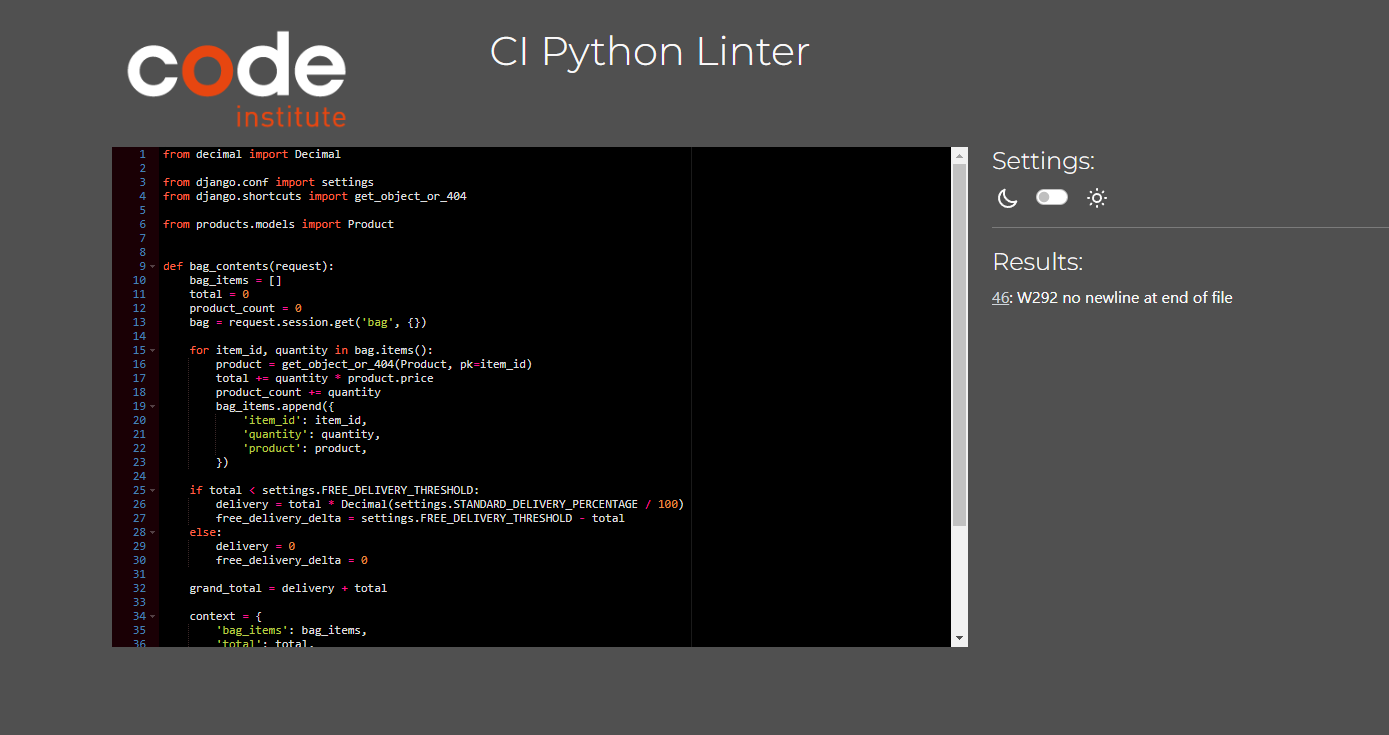 code
institute
CI Python Linter
1 from decimal import Decimal
2
3 from django.conf import settings
4 from django.shortcuts import get_object_or_404
5
6 from products.models import Product
7
8
9 def bag_contents(request):
10     bag_items = []
11     total = 0
12     product_count = 0
13     bag = request.session.get('bag', {})
14
15     for item_id, quantity in bag.items():
16         product = get_object_or_404(Product, pk=item_id)
17         total += quantity * product.price
18         product_count += quantity
19         bag_items.append({
20             'item_id': item_id,
21             'quantity': quantity,
22             'product': product,
23         })
24
25     if total < settings.FREE_DELIVERY_THRESHOLD:
26         delivery = total * Decimal(settings.STANDARD_DELIVERY_PERCENTAGE / 100)
27         free_delivery_delta = settings.FREE_DELIVERY_THRESHOLD - total
28     else:
29         delivery = 0
30         free_delivery_delta = 0
31
32     grand_total = delivery + total
33
34     context = {
35         'bag_items': bag_items,
36         'total': total,
Settings:
Results:
46: W292 no newline at end of file